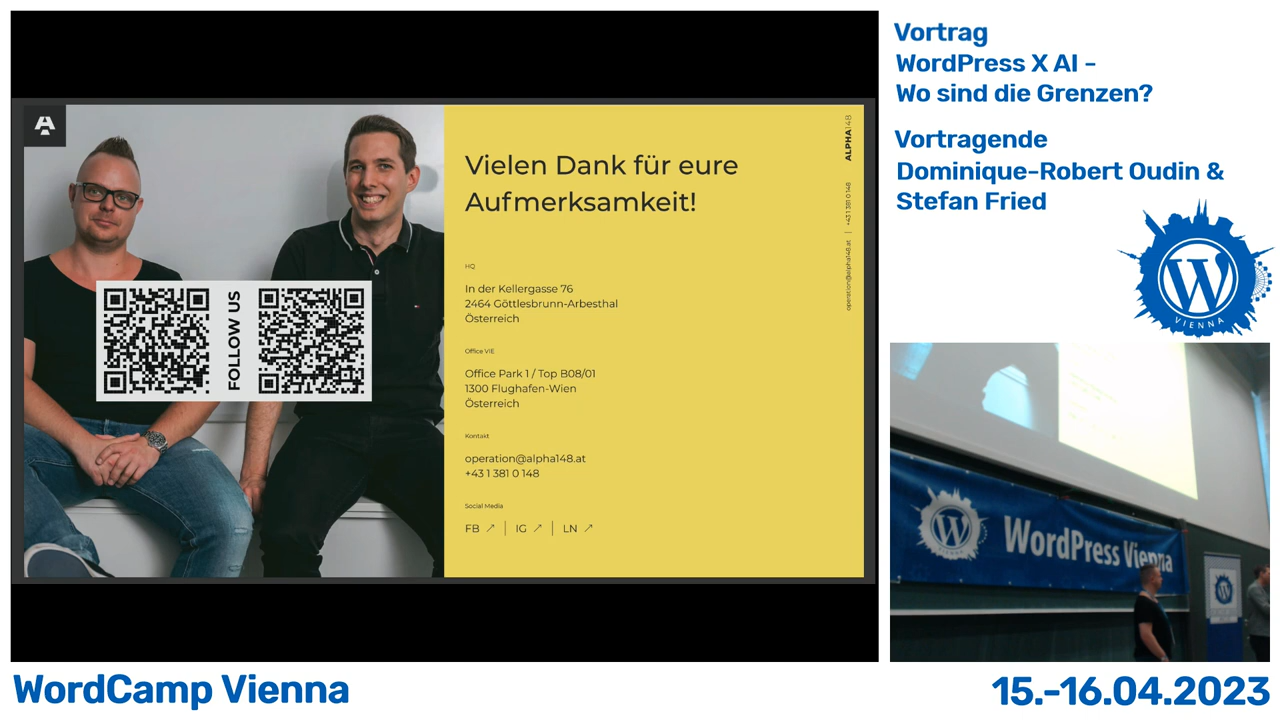 Vortrag
WordPress X AI –
Wo sind die Grenzen?
Vortragende
Dominique-Robert Oudin &
Stefan Fried
W
VIENNA
Vielen Dank für eure
Aufmerksamkeit!
HQ
In der Kellergasse 76
2464 Göttlesbrunn-Arbesthal
Österreich
Office VIE
Office Park 1 / Top B08/01
1300 Flughafen-Wien
Österreich
Kontakt
operation@alpha148.at
+43 1 381 0 148
Social Media
FB ↗ | IG ↗ | LN ↗
operation@alpha148.at | +43 1 381 0 148 ALPHA148
FOLLOW US
WordPress Vienna
WordCamp Vienna
15.-16.04.2023